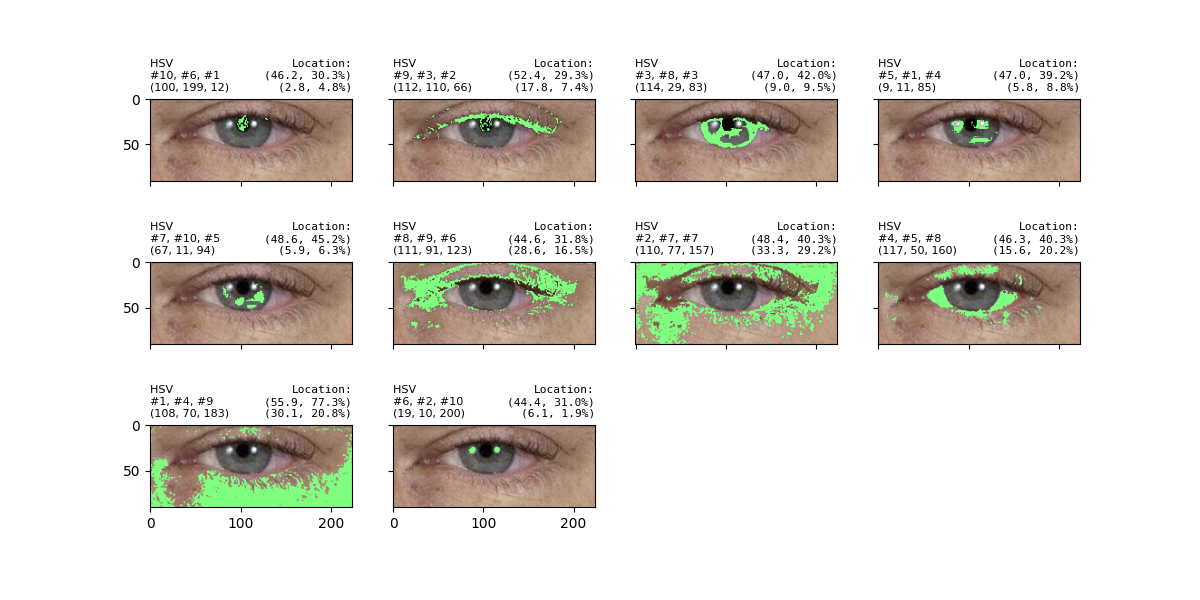 HSV Location:
#10, #6, #1 (46.2, 30.3%)
(100, 199, 12) (2.8, 4.8%)
HSV Location:
#9, #3, #2 (52.4, 29.3%)
(112, 110, 66) (17.8, 7.4%)
HSV Location:
#3, #8, #3 (47.0, 42.0%)
(114, 29, 83) (9.0, 9.5%)
HSV Location:
#5, #1, #4 (47.0, 39.2%)
(9, 11, 85) (5.8, 8.8%)
0
50
HSV Location:
#7, #10, #5 (48.6, 45.2%)
(67, 11, 94) (5.9, 6.3%)
HSV Location:
#8, #9, #6 (44.6, 31.8%)
(111, 91, 123) (28.6, 16.5%)
HSV Location:
#2, #7, #7 (48.4, 40.3%)
(110, 77, 157) (33.3, 29.2%)
HSV Location:
#4, #5, #8 (46.3, 40.3%)
(117, 50, 160) (15.6, 20.2%)
0
50
HSV Location:
#1, #4, #9 (55.9, 77.3%)
(108, 70, 183) (30.1, 20.8%)
HSV Location:
#6, #2, #10 (44.4, 31.0%)
(19, 10, 200) (6.1, 1.9%)
0
50
0 100 200
0 100 200